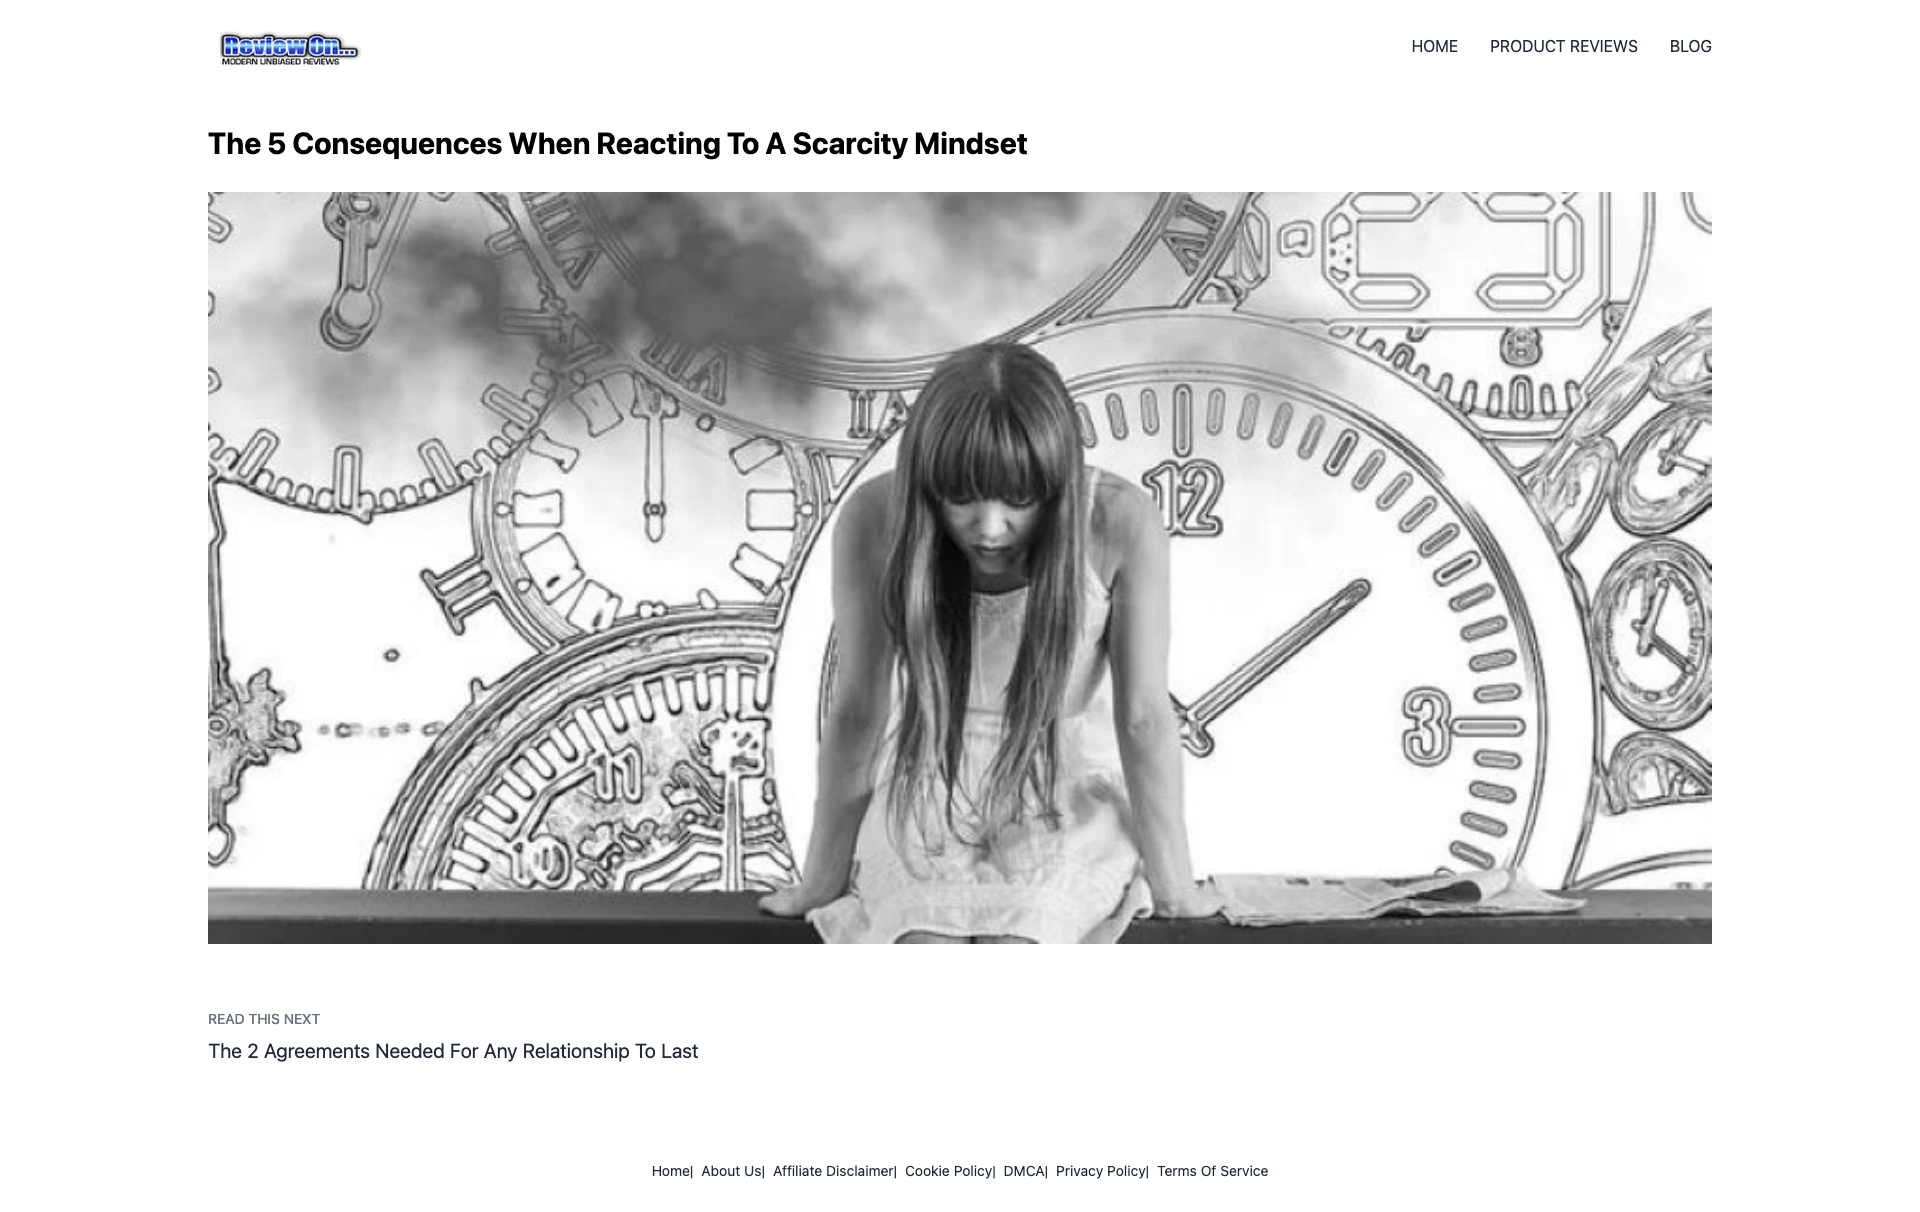 Review On...
MODERN UNBIASED REVIEWS
HOME PRODUCT REVIEWS BLOG
The 5 Consequences When Reacting To A Scarcity Mindset
12
3
11
10
READ THIS NEXT
The 2 Agreements Needed For Any Relationship To Last
Home| About Us| Affiliate Disclaimer| Cookie Policy| DMCA| Privacy Policy| Terms Of Service